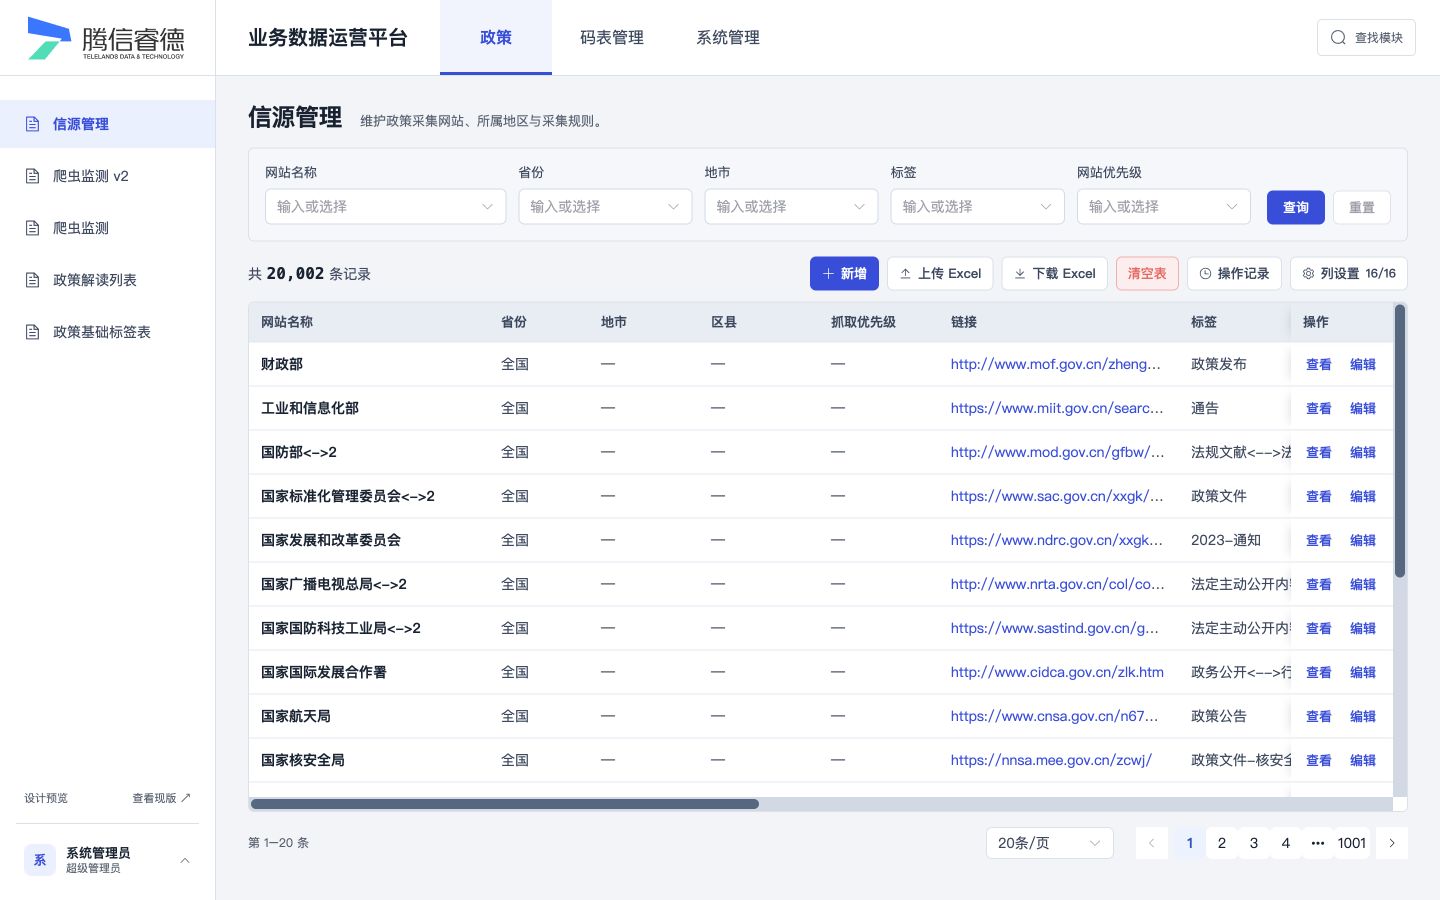 腾信睿德
TELELANDS DATA & TECHNOLOGY
业务数据运营平台
政策
码表管理
系统管理
查找模块
信源管理
爬虫监测 v2
爬虫监测
政策解读列表
政策基础标签表
设计预览
查看现版 ↗
系
系统管理员
超级管理员
信源管理
维护政策采集网站、所属地区与采集规则。
网站名称 省份 地市 标签 网站优先级
输入或选择 输入或选择 输入或选择 输入或选择 输入或选择 查询 重置
共 20,002 条记录
新增 上传 Excel 下载 Excel 清空表 操作记录 列设置 16/16
网站名称 省份 地市 区县 抓取优先级 链接 标签 操作
财政部 全国 — — — http://www.mof.gov.cn/zheng... 政策发布 查看 编辑
工业和信息化部 全国 — — — https://www.miit.gov.cn/searc... 通告 查看 编辑
国防部<->2 全国 — — — http://www.mod.gov.cn/gfbw/... 法规文献<-->法 查看 编辑
国家标准化管理委员会<->2 全国 — — — https://www.sac.gov.cn/xxgk/... 政策文件 查看 编辑
国家发展和改革委员会 全国 — — — https://www.ndrc.gov.cn/xxgk... 2023-通知 查看 编辑
国家广播电视总局<->2 全国 — — — http://www.nrta.gov.cn/col/co... 法定主动公开内 查看 编辑
国家国防科技工业局<->2 全国 — — — https://www.sastind.gov.cn/g... 法定主动公开内 查看 编辑
国家国际发展合作署 全国 — — — http://www.cidca.gov.cn/zlk.htm 政务公开<-->行 查看 编辑
国家航天局 全国 — — — https://www.cnsa.gov.cn/n67... 政策公告 查看 编辑
国家核安全局 全国 — — — https://nnsa.mee.gov.cn/zcwj/ 政策文件-核安全 查看 编辑
第 1—20 条
20条/页 1 2 3 4 ••• 1001